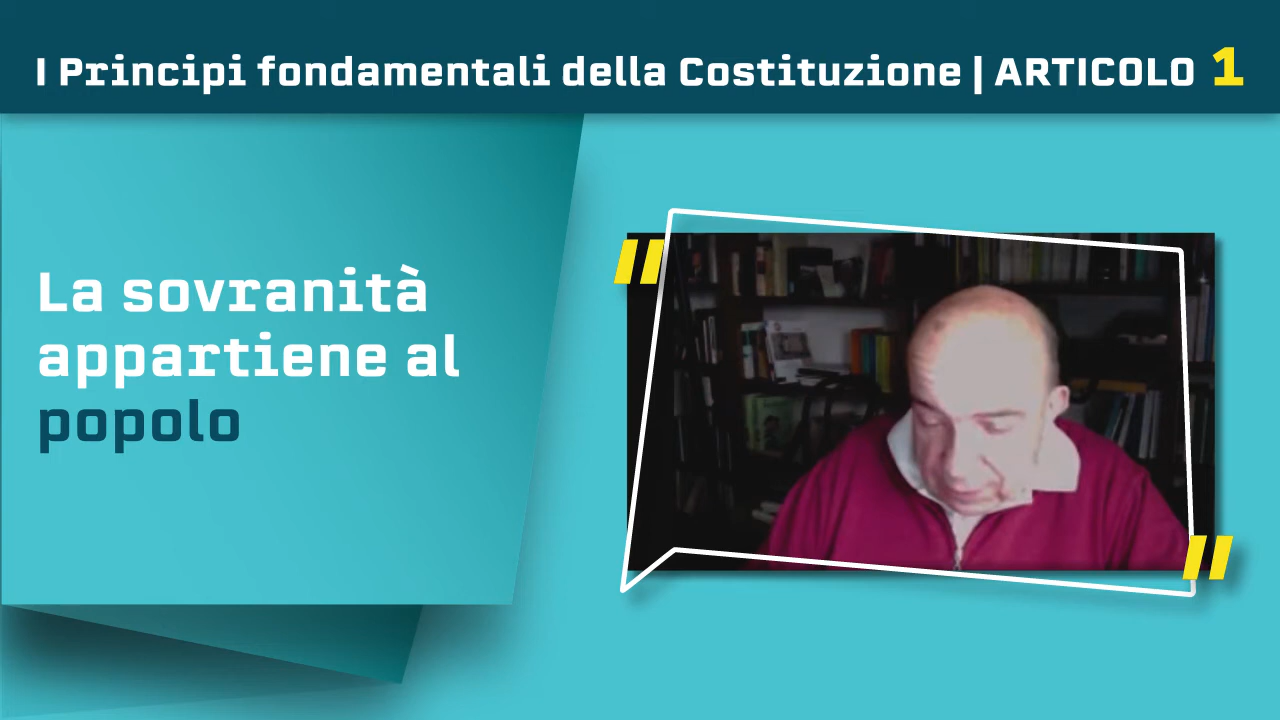 I Principi fondamentali della Costituzione | ARTICOLO 1
La sovranità
appartiene al
popolo